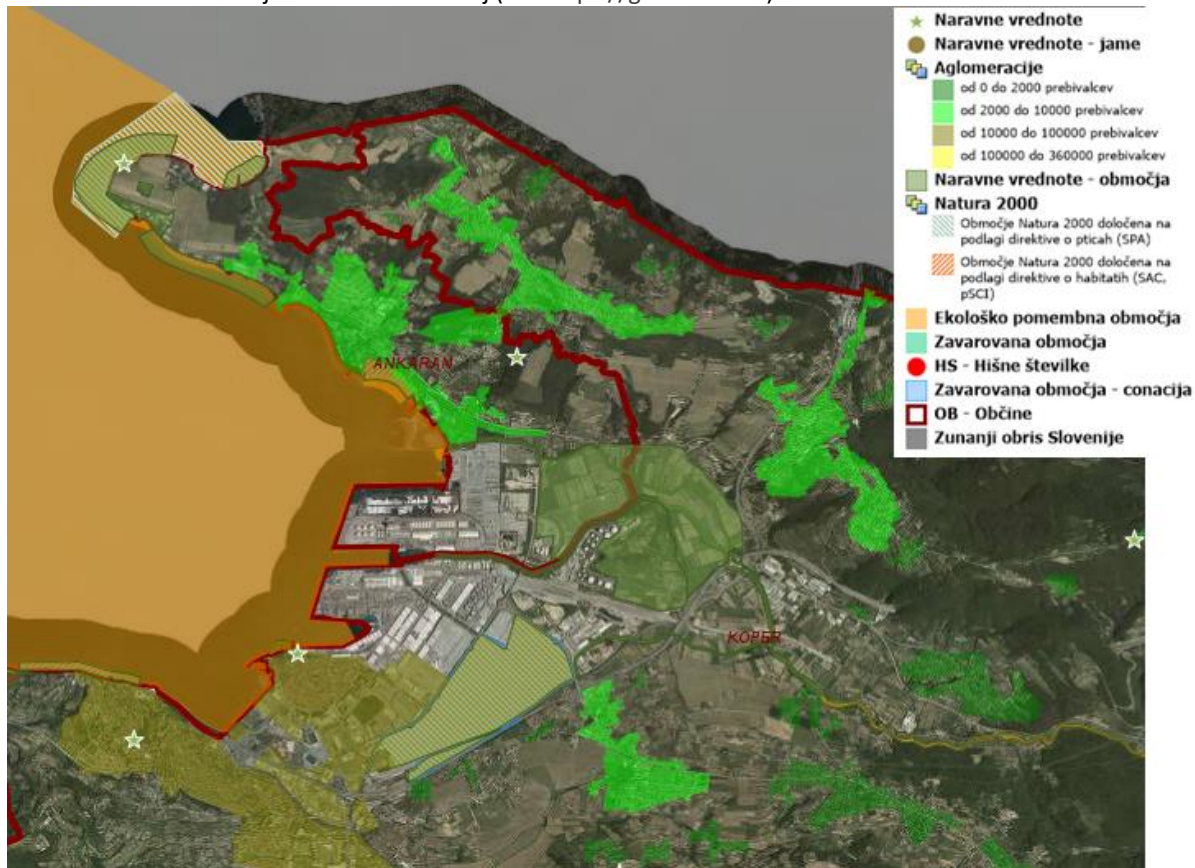 Naravne vrednote
Naravne vrednote - jame
Aglomeracije
od 0 do 2000 prebivalcev
od 2000 do 10000 prebivalcev
od 10000 do 100000 prebivalcev
od 100000 do 360000 prebivalcev
Naravne vrednote - območja
Natura 2000
Območje Natura 2000 določena na
podlagi direktive o pticah (SPA)
Območje Natura 2000 določena na
podlagi direktive o habitatih (SAC,
pSCI)
Ekološko pomembna območja
Zavarovana območja
HS - Hišne številke
Zavarovana območja - conacija
OB - Občine
Zunanji obris Slovenije
ANKARAN
KOPER